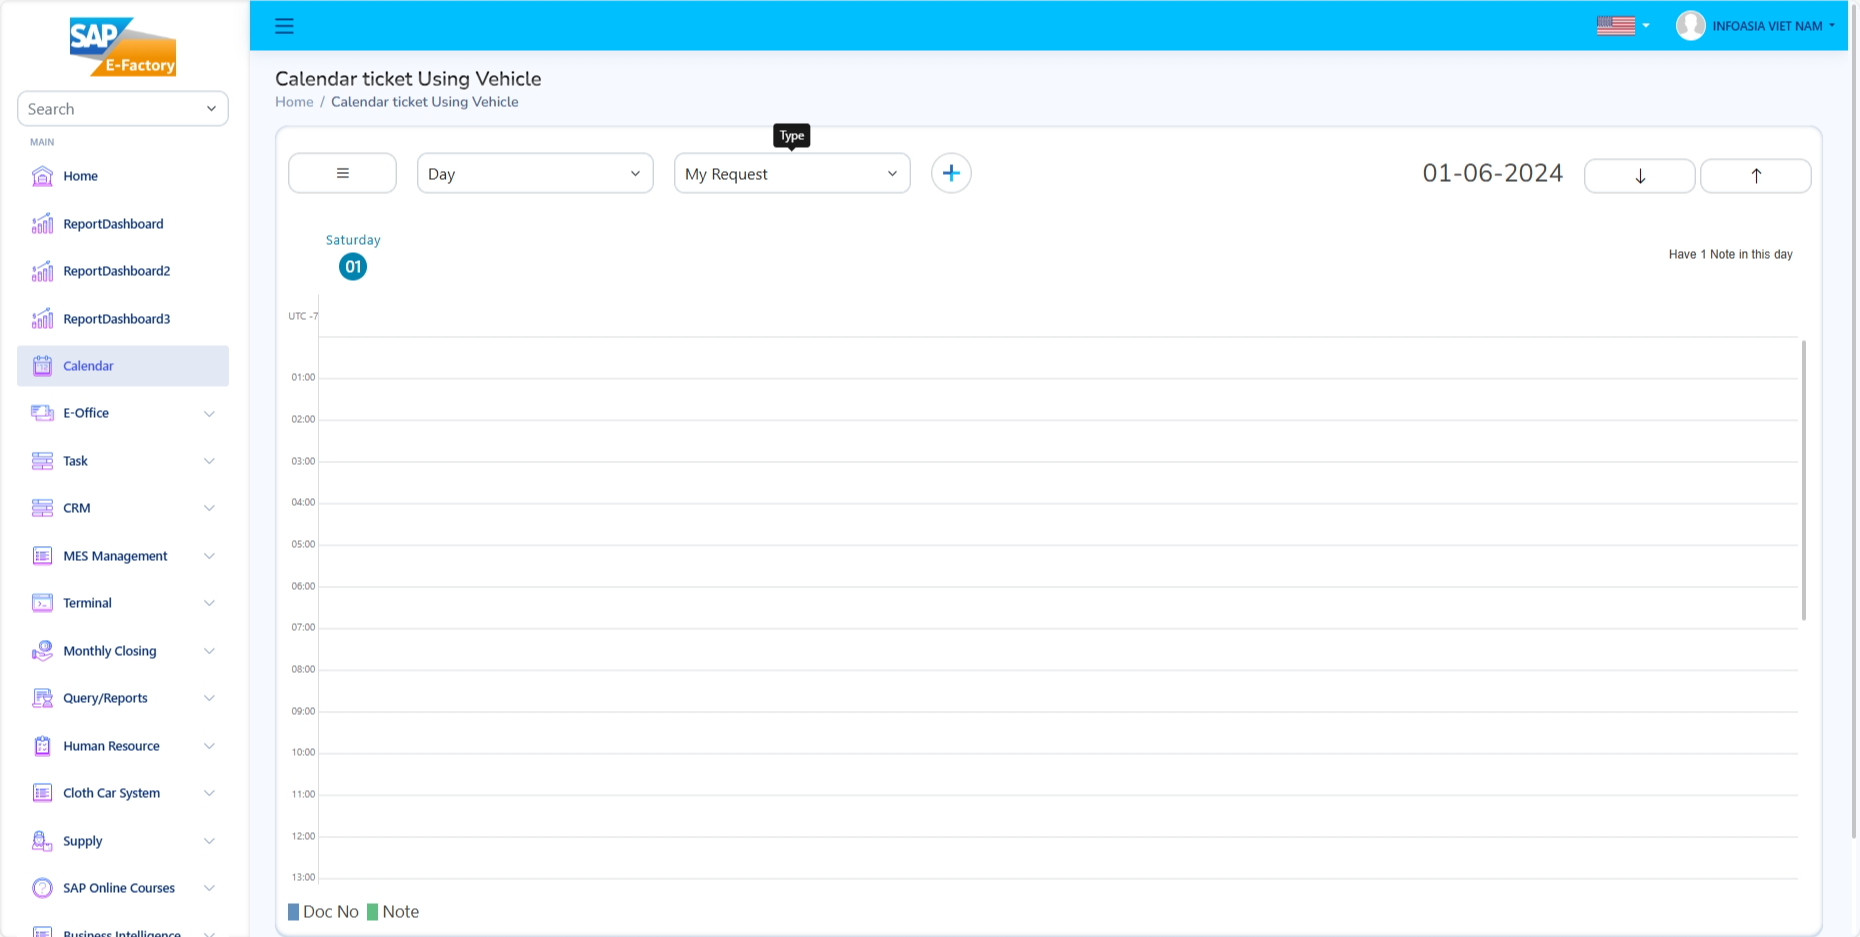 SAP
E-Factory
Search
MAIN
Home
ReportDashboard
ReportDashboard2
ReportDashboard3
Calendar
E-Office
Task
CRM
MES Management
Terminal
Monthly Closing
Query/Reports
Human Resource
Cloth Car System
Supply
SAP Online Courses
Business Intelligence
INFOASIA VIET NAM
Calendar ticket Using Vehicle
Home / Calendar ticket Using Vehicle
Type
Day
My Request
01-06-2024
Saturday
01
Have 1 Note in this day
UTC -7
01:00
02:00
03:00
04:00
05:00
06:00
07:00
08:00
09:00
10:00
11:00
12:00
13:00
Doc No Note